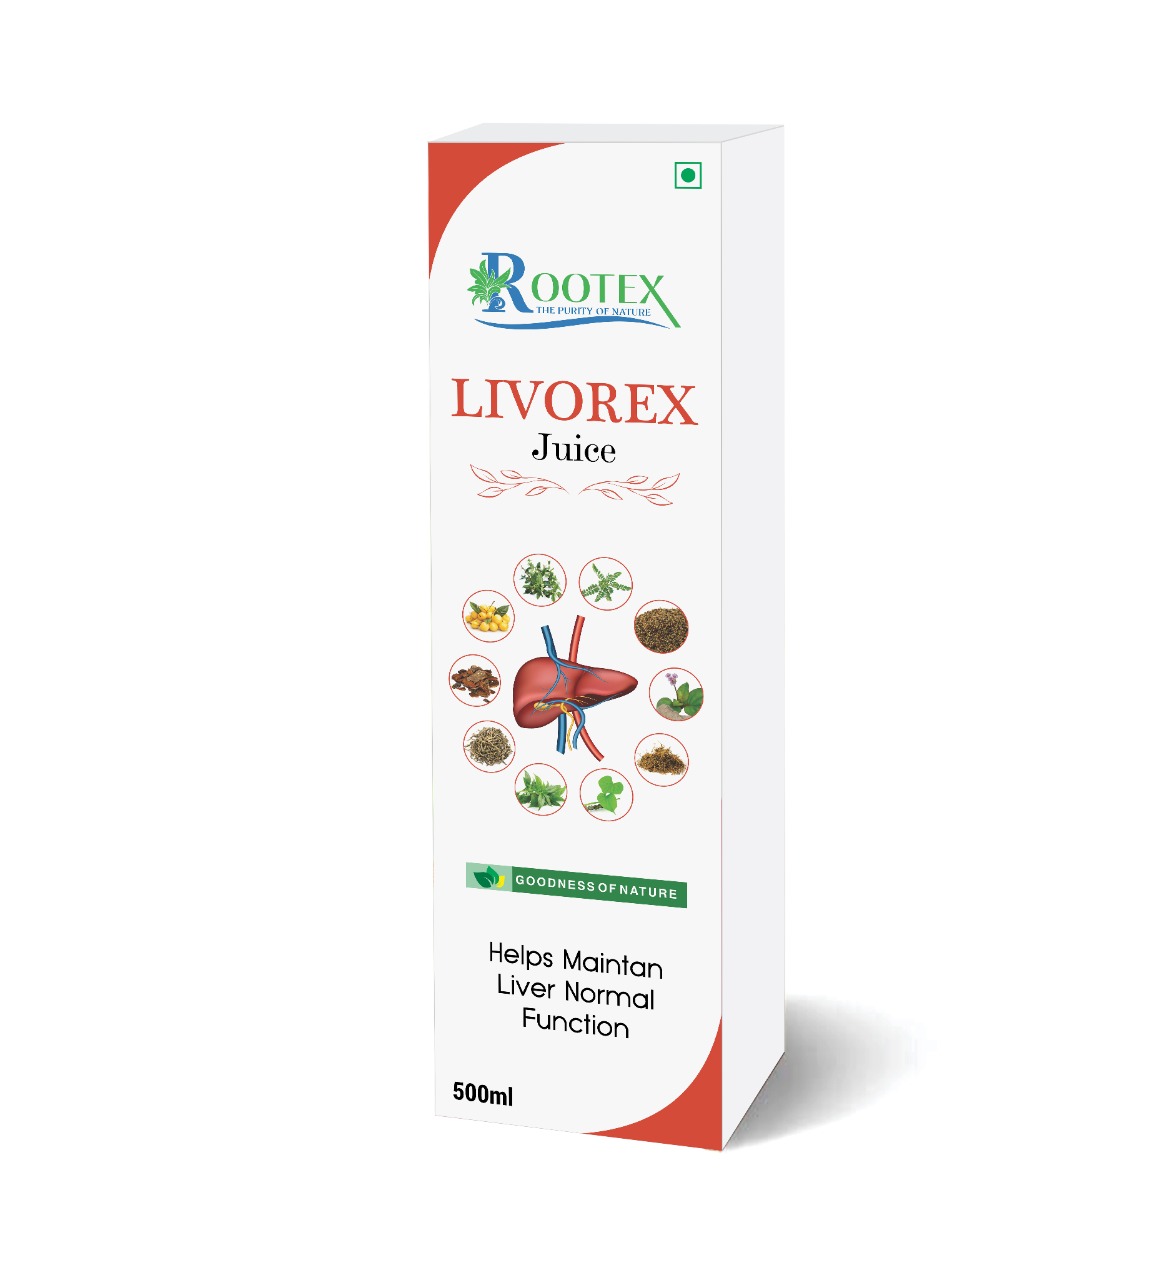 ROOTEX
THE PURITY OF NATURE
LIVOREX
Juice
GOODNESS OF NATURE
Helps Maintan
Liver Normal
Function
500ml